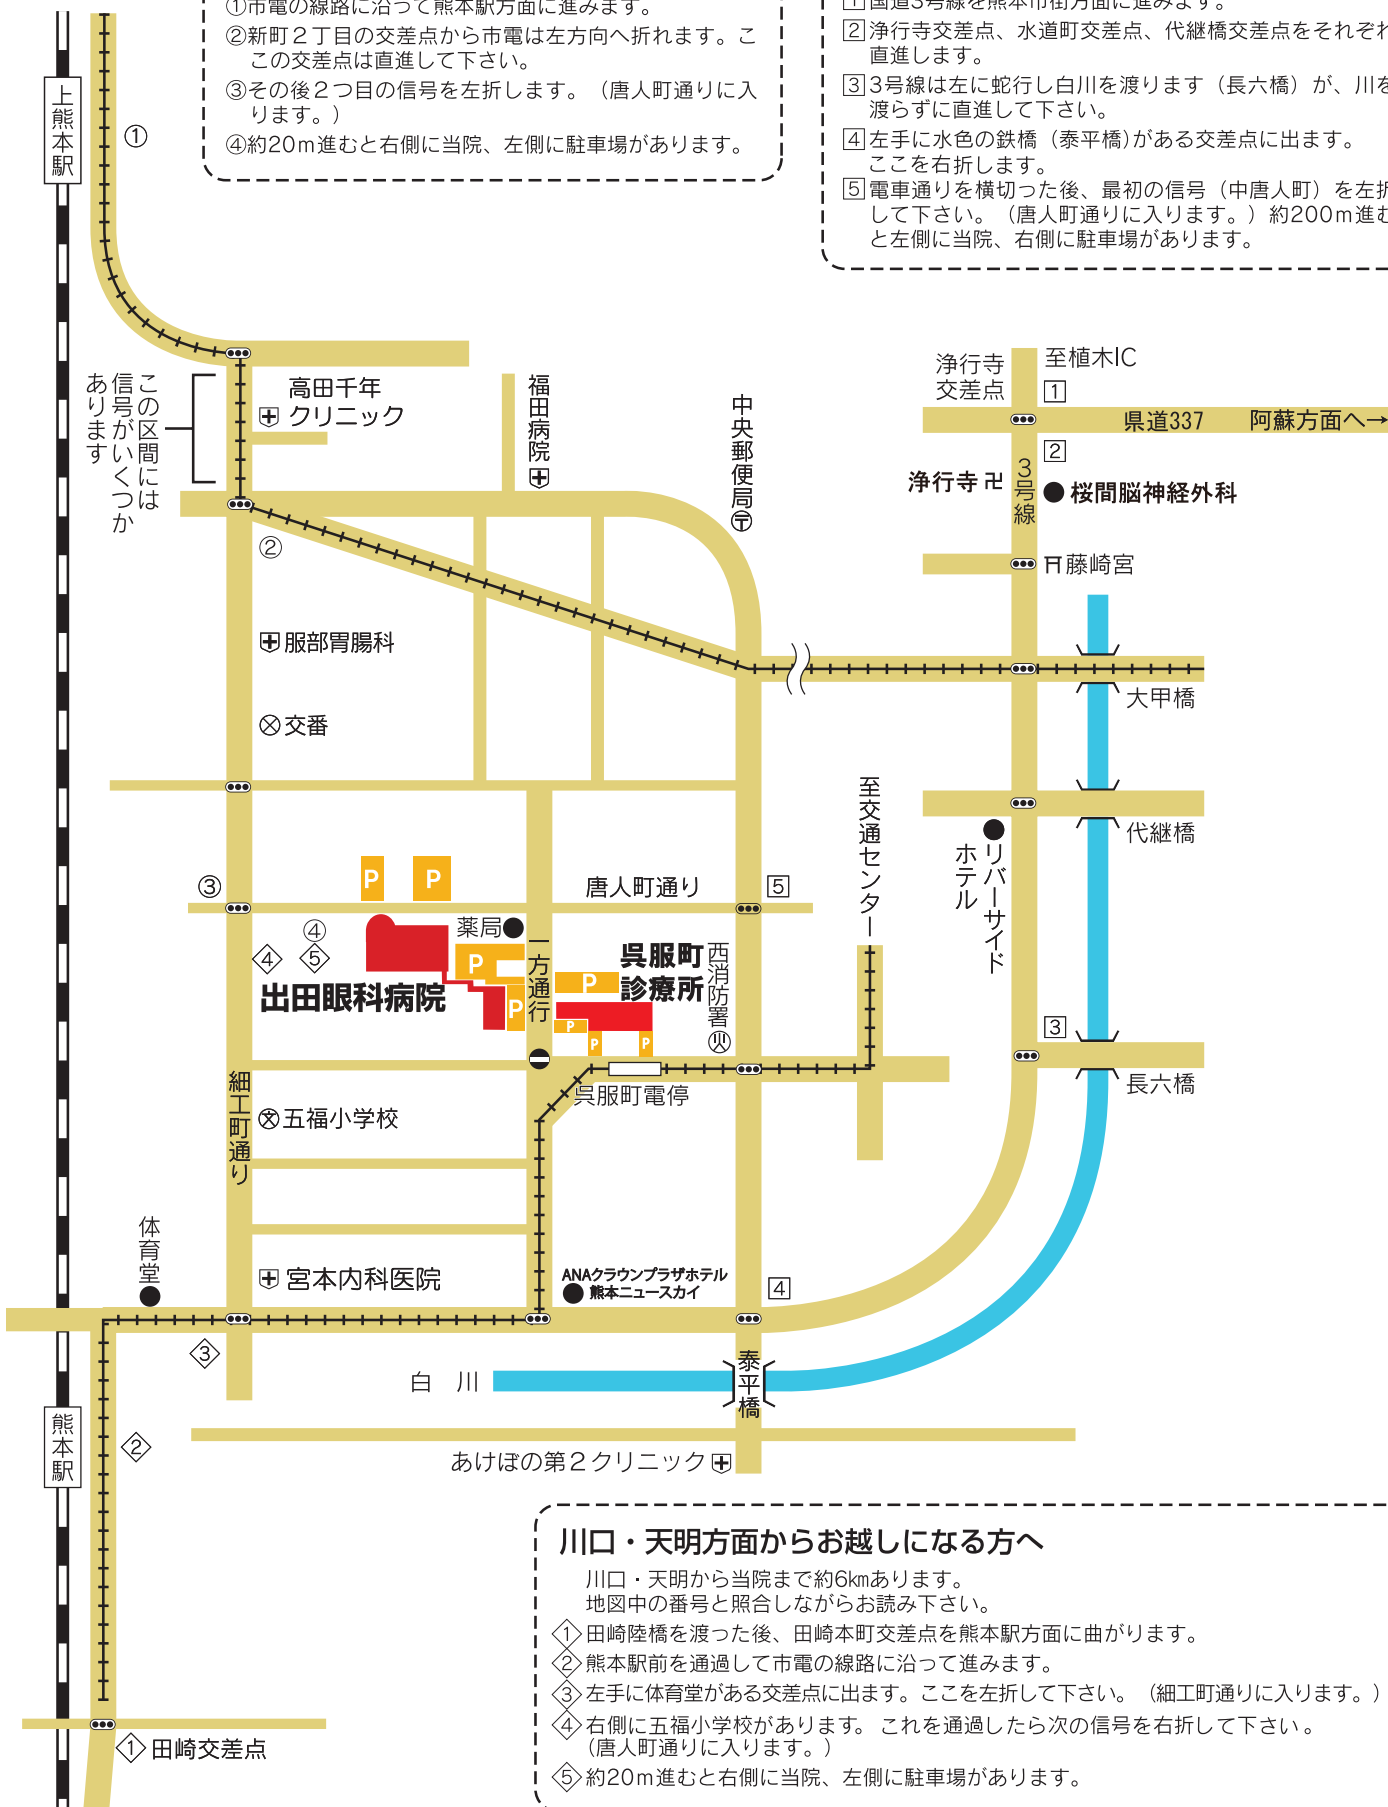 ①市電の線路に沿って熊本駅方面に進みます。
②新町２丁目の交差点から市電は左方向へ折れます。こ
この交差点は直進して下さい。
③その後２つ目の信号を左折します。（唐人町通りに入
ります。）
④約20ｍ進むと右側に当院、左側に駐車場があります。
1 国道3号線を熊本市街方面に進みます。
2 浄行寺交差点、水道町交差点、代継橋交差点をそれぞれ
直進します。
3 3号線は左に蛇行し白川を渡ります（長六橋）が、川を
渡らずに直進して下さい。
4 左手に水色の鉄橋（泰平橋）がある交差点に出ます。
ここを右折します。
5 電車通りを横切った後、最初の信号（中唐人町）を左折
して下さい。（唐人町通りに入ります。）約200ｍ進む
と左側に当院、右側に駐車場があります。
上熊本駅
①
この区間には
信号がいくつか
あります
高田千年
クリニック
福田病院
中央郵便局〒
浄行寺
交差点
至植木IC
1
県道337 阿蘇方面へ→
2
浄行寺卍
3号線
桜間脳神経外科
藤崎宮
②
服部胃腸科
交番
大甲橋
至交通センター
代継橋
リバーサイド
ホテル
③
P
P
唐人町通り
5
④
4
5
薬局
P
P
一方通行
出田眼科病院
呉服町
診療所
P
P
P
P
西消防署
3
長六橋
呉服町電停
細工町通り
文
五福小学校
体育堂
宮本内科医院
ANAクラウンプラザホテル
熊本ニュースカイ
4
3
白 川
泰平橋
熊本駅
2
あけぼの第２クリニック
1
田崎交差点
川口・天明方面からお越しになる方へ
川口・天明から当院まで約6㎞あります。
地図中の番号と照合しながらお読み下さい。
1 田崎陸橋を渡った後、田崎本町交差点を熊本駅方面に曲がります。
2 熊本駅前を通過して市電の線路に沿って進みます。
3 左手に体育堂がある交差点に出ます。ここを左折して下さい。（細工町通りに入ります。）
4 右側に五福小学校があります。これを通過したら次の信号を右折して下さい。
（唐人町通りに入ります。）
5 約20ｍ進むと右側に当院、左側に駐車場があります。